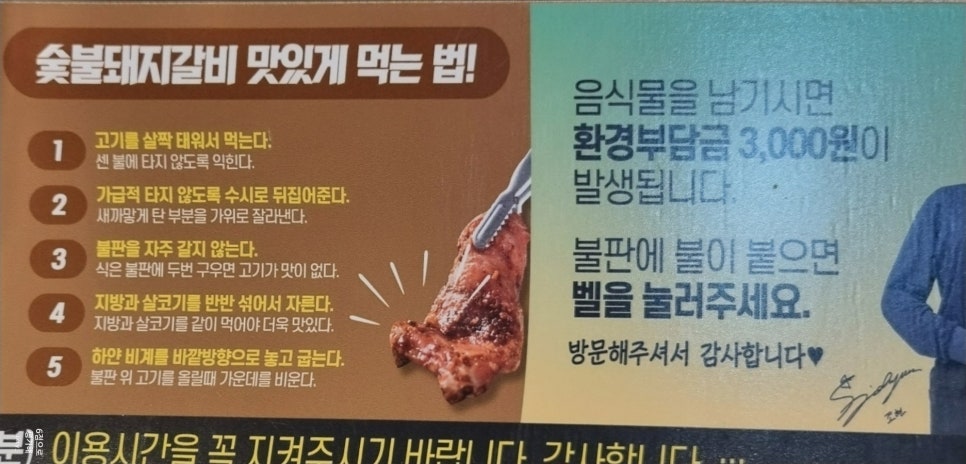 숯불돼지갈비 맛있게 먹는 법!
1
고기를 살짝 태워서 먹는다.
센 불에 타지 않도록 익힌다.
2
가급적 타지 않도록 수시로 뒤집어준다.
새까맣게 탄 부분을 가위로 잘라낸다.
3
불판을 자주 갈지 않는다.
식은 불판에 두번 구우면 고기가 맛이 없다.
4
지방과 살코기를 반반 섞어서 자른다.
지방과 살코기를 같이 먹어야 더욱 맛있다.
5
하얀 비계를 바깥방향으로 놓고 굽는다.
불판 위 고기를 올릴때 가운데를 비운다.
음식물을 남기시면
환경부담금 3,000원이
발생됩니다.
불판에 불이 붙으면
벨을 눌러주세요.
방문해주셔서 감사합니다♥
분) 이용시간을 꼭 지켜주시기 바랍니다. 감사합니다. ...